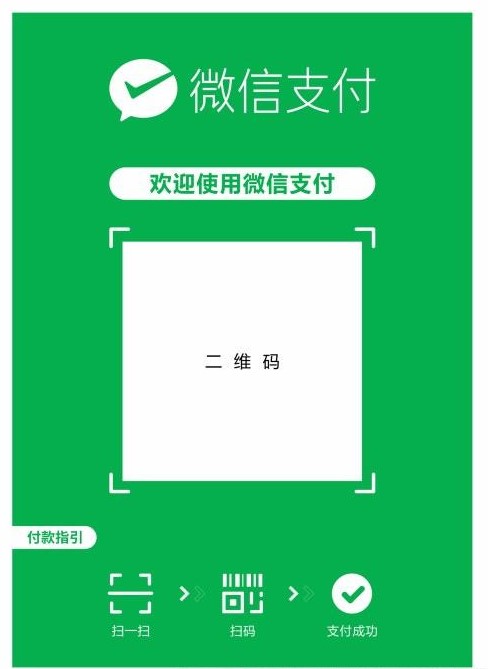 微信支付
欢迎使用微信支付
二维码
付款指引
扫一扫
扫码
支付成功